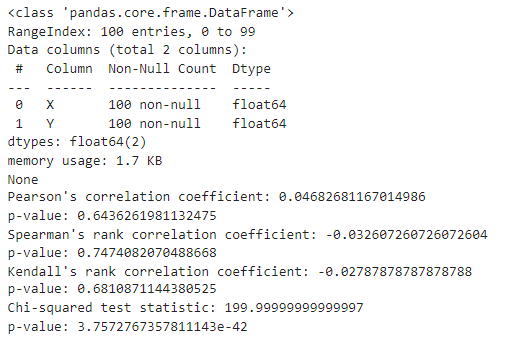 <class 'pandas.core.frame.DataFrame'>
RangeIndex: 100 entries, 0 to 99
Data columns (total 2 columns):
 #   Column  Non-Null Count  Dtype
---  ------  --------------  -----
 0   X       100 non-null    float64
 1   Y       100 non-null    float64
dtypes: float64(2)
memory usage: 1.7 KB
None
Pearson's correlation coefficient: 0.04682681167014986
p-value: 0.6436261981132475
Spearman's rank correlation coefficient: -0.032607260726072604
p-value: 0.7474082070488668
Kendall's rank correlation coefficient: -0.02787878787878788
p-value: 0.6810871144380525
Chi-squared test statistic: 199.99999999999997
p-value: 3.7572767357811143e-42